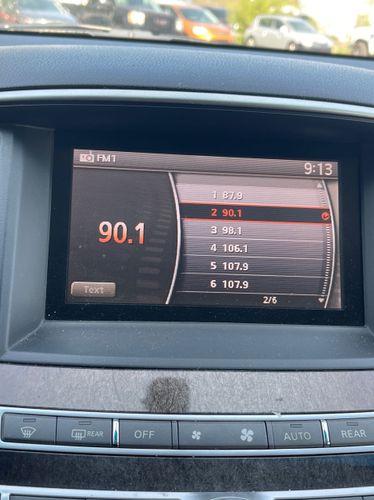 FM1 9:13
90.1
1 87.9
2 90.1
3 98.1
4 106.1
5 107.9
6 107.9
Text 2/6
REAR OFF AUTO REAR